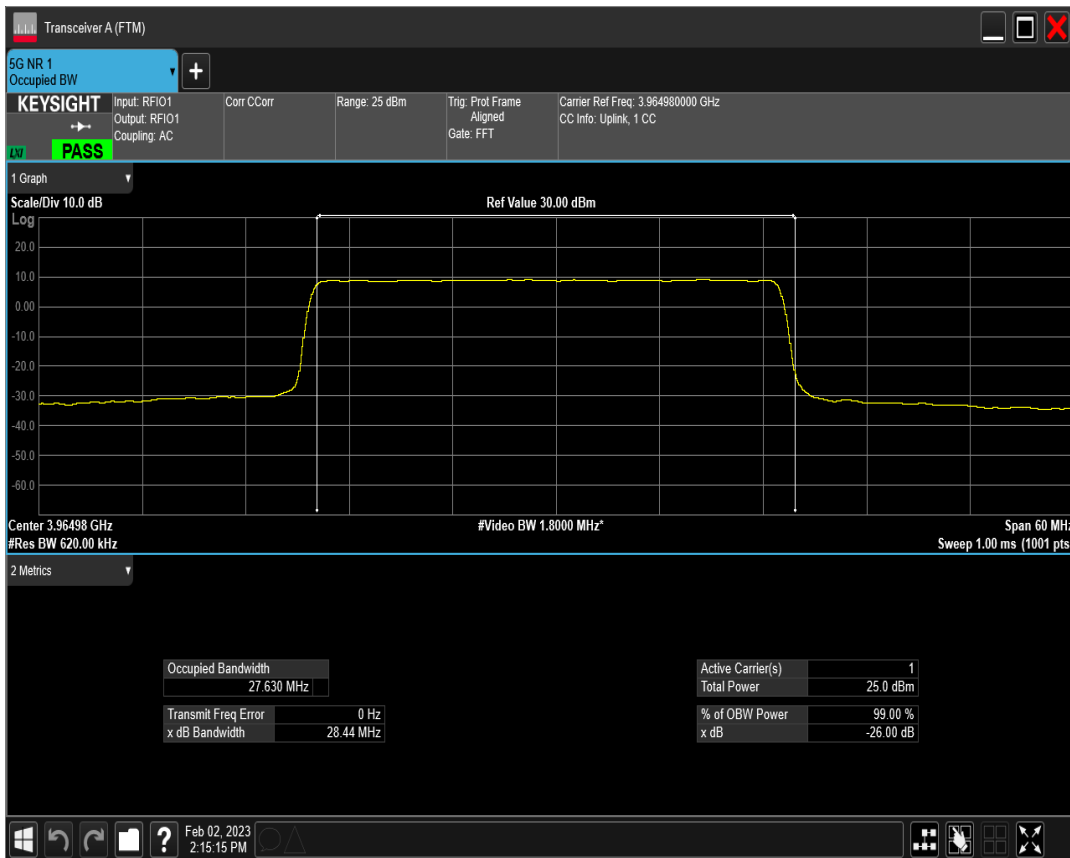 Transceiver A (FTM)
5G NR 1
Occupied BW
+
KEYSIGHT
LXI
PASS
Input: RFIO1
Output: RFIO1
Coupling: AC
Corr CCorr
Range: 25 dBm
Trig: Prot Frame
Aligned
Gate: FFT
Carrier Ref Freq: 3.964980000 GHz
CC Info: Uplink, 1 CC
1 Graph
Scale/Div 10.0 dB
Ref Value 30.00 dBm
Log
20.0
10.0
0.00
-10.0
-20.0
-30.0
-40.0
-50.0
-60.0
Center 3.96498 GHz
#Video BW 1.8000 MHz*
Span 60 MHz
#Res BW 620.00 kHz
Sweep 1.00 ms (1001 pts
2 Metrics
Occupied Bandwidth
27.630 MHz
Transmit Freq Error 0 Hz
x dB Bandwidth 28.44 MHz
Active Carrier(s) 1
Total Power 25.0 dBm
% of OBW Power 99.00 %
x dB -26.00 dB
?
Feb 02, 2023
2:15:15 PM